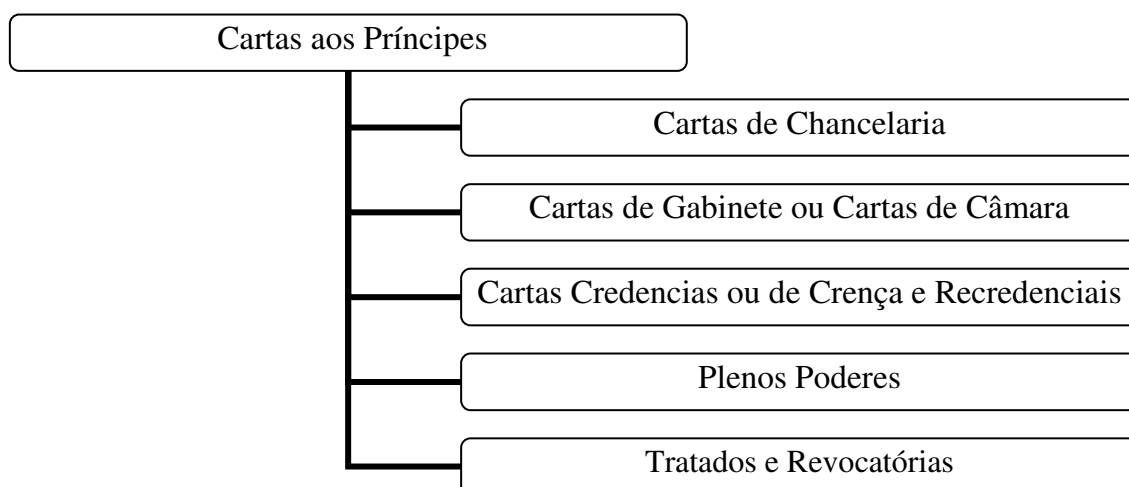 Cartas aos Príncipes
Cartas de Chancelaria
Cartas de Gabinete ou Cartas de Câmara
Cartas Credencias ou de Crença e Recredenciais
Plenos Poderes
Tratados e Revocatórias